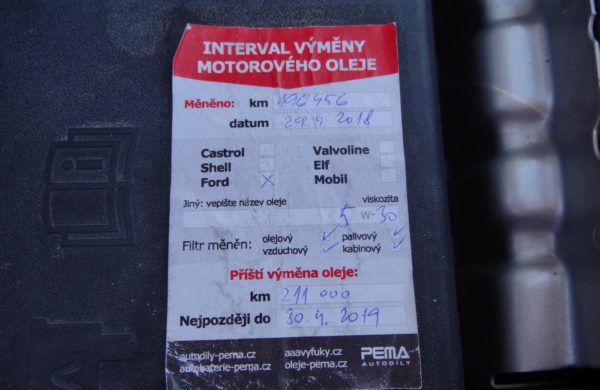 INTERVAL VÝMĚNY
MOTOROVÉHO OLEJE
Měněno: km 196456
datum 29.4. 2018
Castrol Valvoline
Shell Elf
Ford X Mobil
Jiný: vepište název oleje viskozita
5 W-30
Filtr měněn: olejový ✓ palivový ✓
vzduchový ✓ kabinový ✓
Příští výměna oleje:
km 211 000
Nejpozději do 30.4. 2019
autodily-pema.cz aaavyfuky.cz PEMA
autobaterie-pema.cz oleje-pema.cz AUTODÍLY